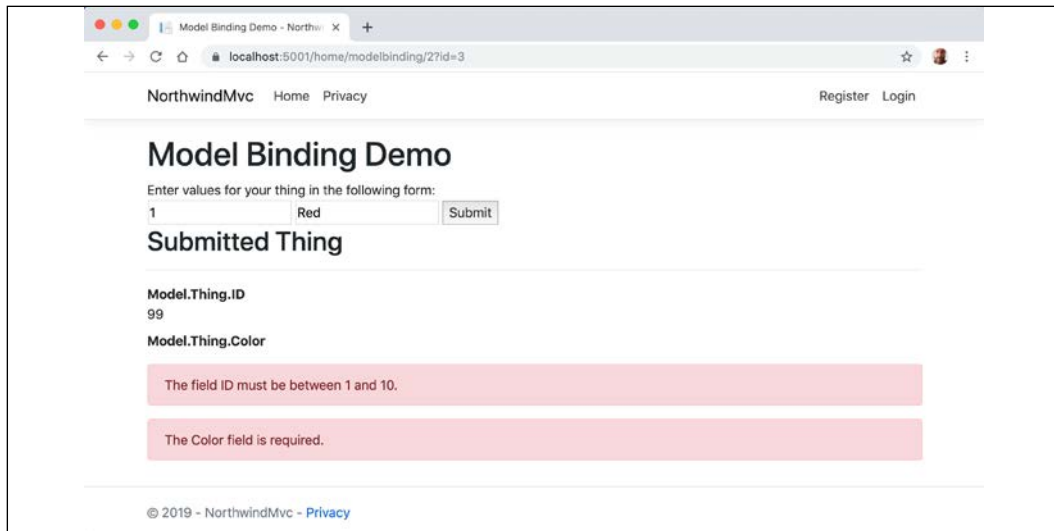 Model Binding Demo - Northw
localhost:5001/home/modelbinding/2?id=3
NorthwindMvc Home Privacy Register Login
Model Binding Demo
Enter values for your thing in the following form:
1 Red Submit
Submitted Thing
Model.Thing.ID
99
Model.Thing.Color
The field ID must be between 1 and 10.
The Color field is required.
© 2019 - NorthwindMvc - Privacy